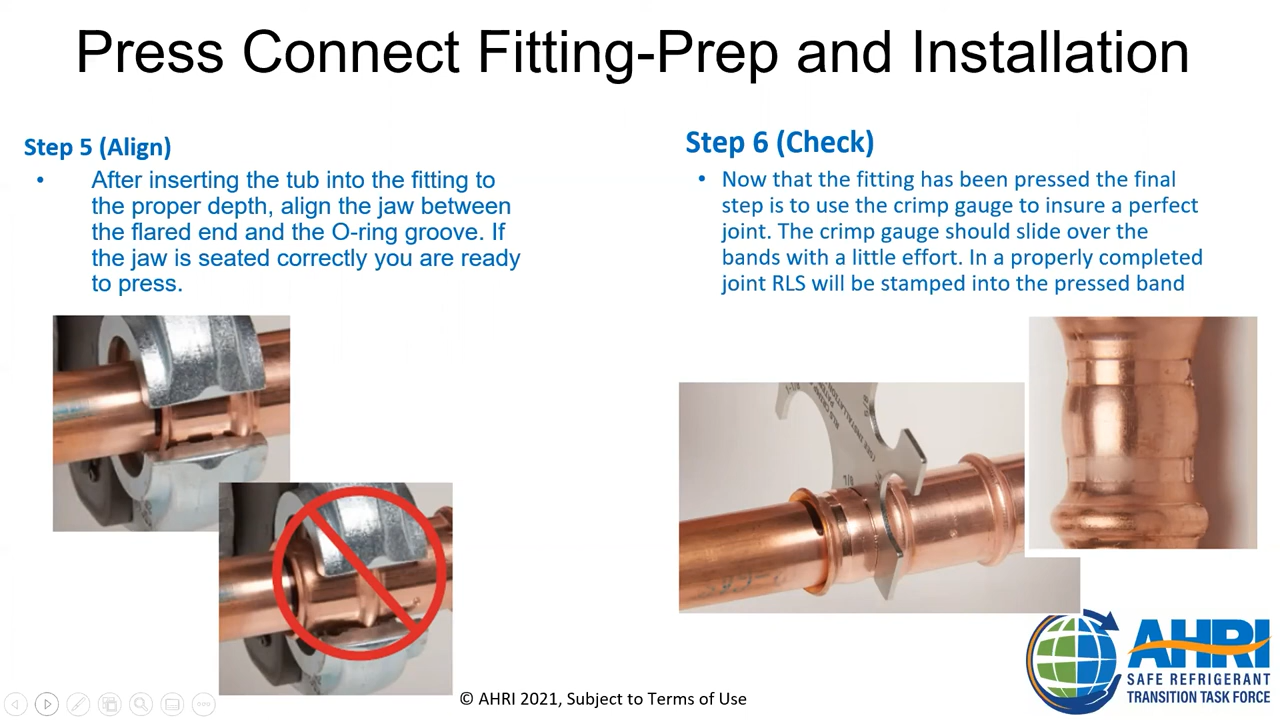 Press Connect Fitting-Prep and Installation
Step 5 (Align)
• After inserting the tub into the fitting to
the proper depth, align the jaw between
the flared end and the O-ring groove. If
the jaw is seated correctly you are ready
to press.
Step 6 (Check)
• Now that the fitting has been pressed the final
step is to use the crimp gauge to insure a perfect
joint. The crimp gauge should slide over the
bands with a little effort. In a properly completed
joint RLS will be stamped into the pressed band
7/8
AHRI
SAFE REFRIGERANT
TRANSITION TASK FORCE
© AHRI 2021, Subject to Terms of Use